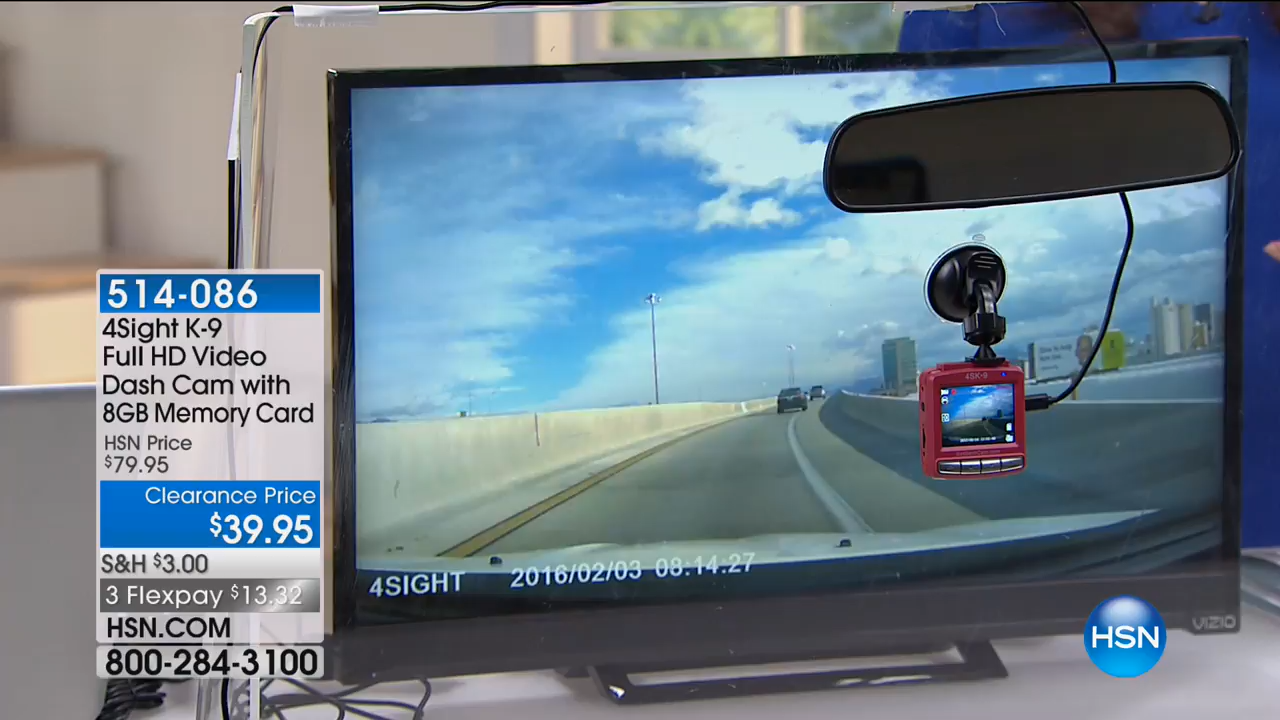 514-086
4Sight K-9
Full HD Video
Dash Cam with
8GB Memory Card
HSN Price
$79.95
Clearance Price
$39.95
S&H $3.00
3 Flexpay $13.32
HSN.COM
800-284-3100
4SK-9
4SIGHT 2016/02/03 08:14:27
VIZIO
HSN